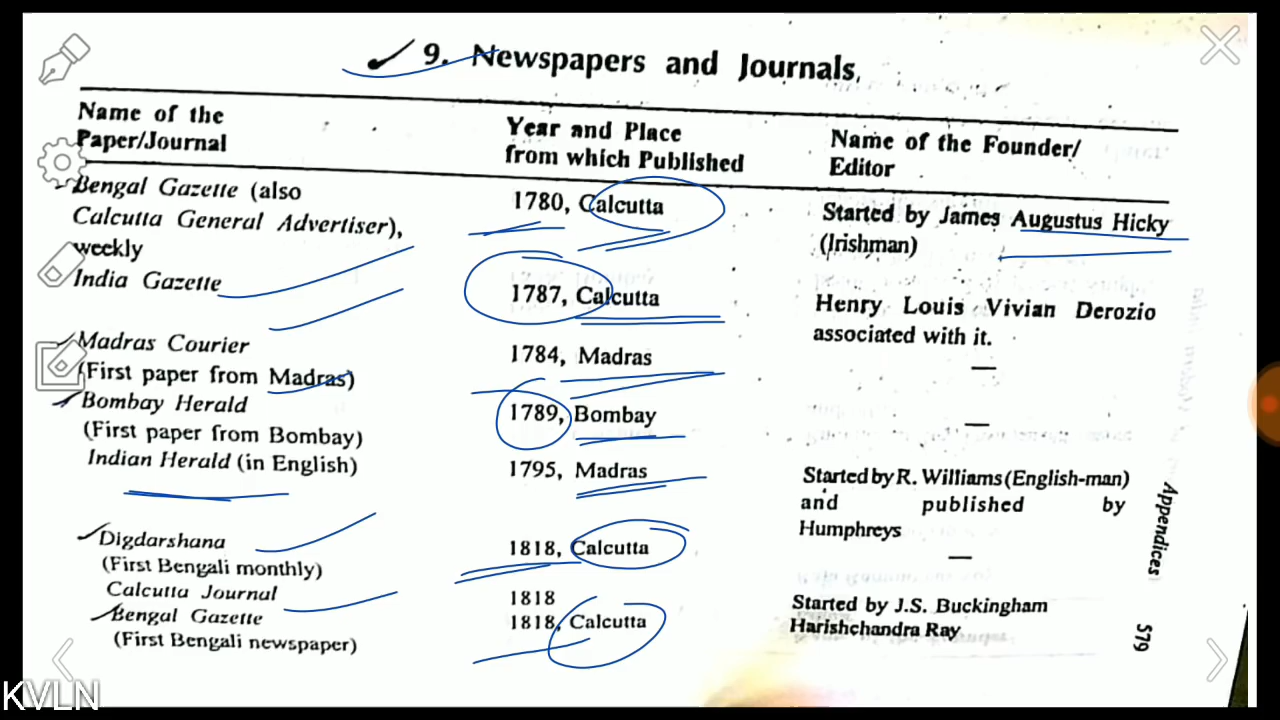 9. Newspapers and Journals,
Name of the
Paper/Journal
Year and Place
from which Published
Name of the Founder/
Editor
Bengal Gazette (also
Calcutta General Advertiser),
weekly
1780, Calcutta
Started by James Augustus Hicky
(Irishman)
India Gazette
1787, Calcutta
Henry Louis Vivian Derozio
associated with it.
Madras Courier
(First paper from Madras)
1784, Madras
—
Bombay Herald
(First paper from Bombay)
1789, Bombay
—
Indian Herald (in English)
1795, Madras
Started by R. Williams (English-man)
and published by
Humphreys
Digdarshana
(First Bengali monthly)
1818, Calcutta
—
Calcutta Journal
1818
Started by J.S. Buckingham
Bengal Gazette
(First Bengali newspaper)
1818, Calcutta
Harishchandra Ray
Appendices
579
KVLN